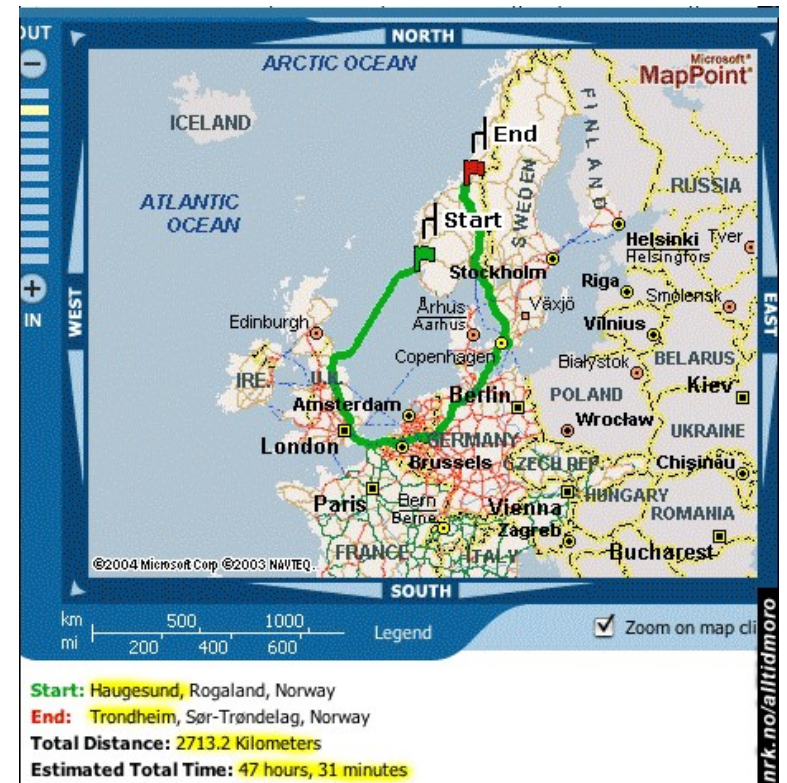 OUT
NORTH
ARCTIC OCEAN
Microsoft®
MapPoint®
ICELAND
FINLAND
End
SWEDEN
RUSSIA
ATLANTIC
OCEAN
Start
Helsinki
Helsingfors
Tver
Stockholm
IN
WEST
EAST
Riga
Smolensk
Århus
Aarhus
Växjö
Edinburgh
Vilnius
Copenhagen
Białystok
BELARUS
IRE.
U.K.
Berlin
Kiev
Amsterdam
POLAND
Wrocław
London
GERMANY
UKRAINE
Brussels
CZECH REP.
Chișinău
Paris
Bern
Berne
Vienna
HUNGARY
ROMANIA
Zagreb
FRANCE
ITALY
Bucharest
©2004 Microsoft Corp ©2003 NAVTEQ.
SOUTH
km 500 1000
mi 200 400 600
Legend
Zoom on map cli
Start: Haugesund, Rogaland, Norway
End: Trondheim, Sør-Trøndelag, Norway
Total Distance: 2713.2 Kilometers
Estimated Total Time: 47 hours, 31 minutes
ark.no/alltidmoro